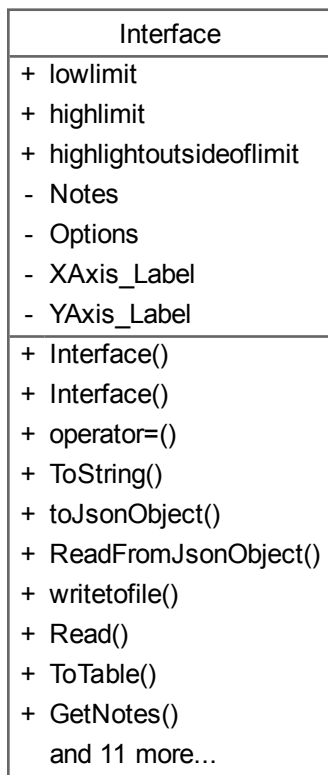 Interface
+ lowlimit
+ highlimit
+ highlightoutsideoflimit
- Notes
- Options
- XAxis_Label
- YAxis_Label
+ Interface()
+ Interface()
+ operator=()
+ ToString()
+ toJsonObject()
+ ReadFromJsonObject()
+ writetofile()
+ Read()
+ ToTable()
+ GetNotes()
and 11 more...